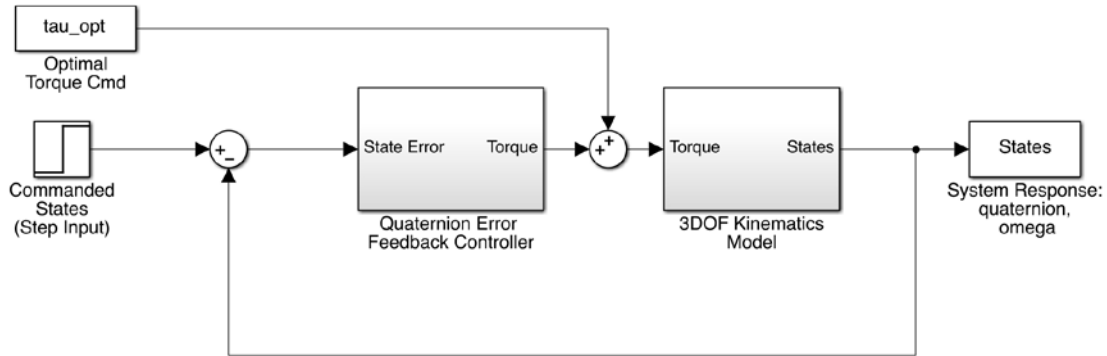 tau_opt
Optimal
Torque Cmd
Commanded
States
(Step Input)
+
−
State Error
Torque
Quaternion Error
Feedback Controller
+
+
Torque
States
3DOF Kinematics
Model
States
System Response:
quaternion,
omega